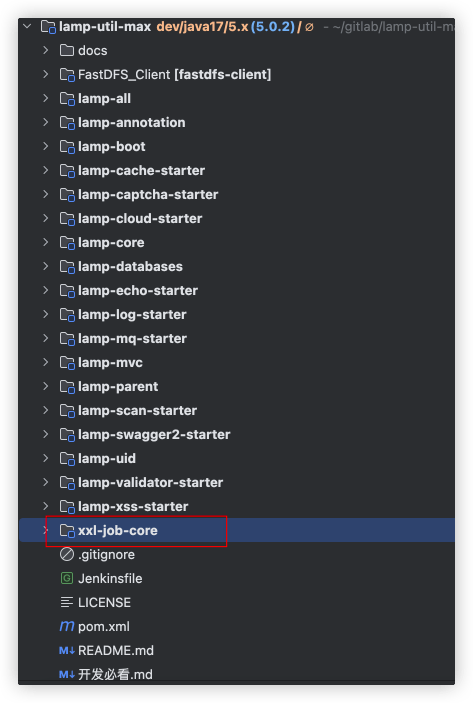 lamp-util-max dev/java17/5.x (5.0.2) / ∅ - ~/gitlab/lamp-util-ma
docs
FastDFS_Client [fastdfs-client]
lamp-all
lamp-annotation
lamp-boot
lamp-cache-starter
lamp-captcha-starter
lamp-cloud-starter
lamp-core
lamp-databases
lamp-echo-starter
lamp-log-starter
lamp-mq-starter
lamp-mvc
lamp-parent
lamp-scan-starter
lamp-swagger2-starter
lamp-uid
lamp-validator-starter
lamp-xss-starter
xxl-job-core
.gitignore
Jenkinsfile
LICENSE
pom.xml
README.md
开发必看.md